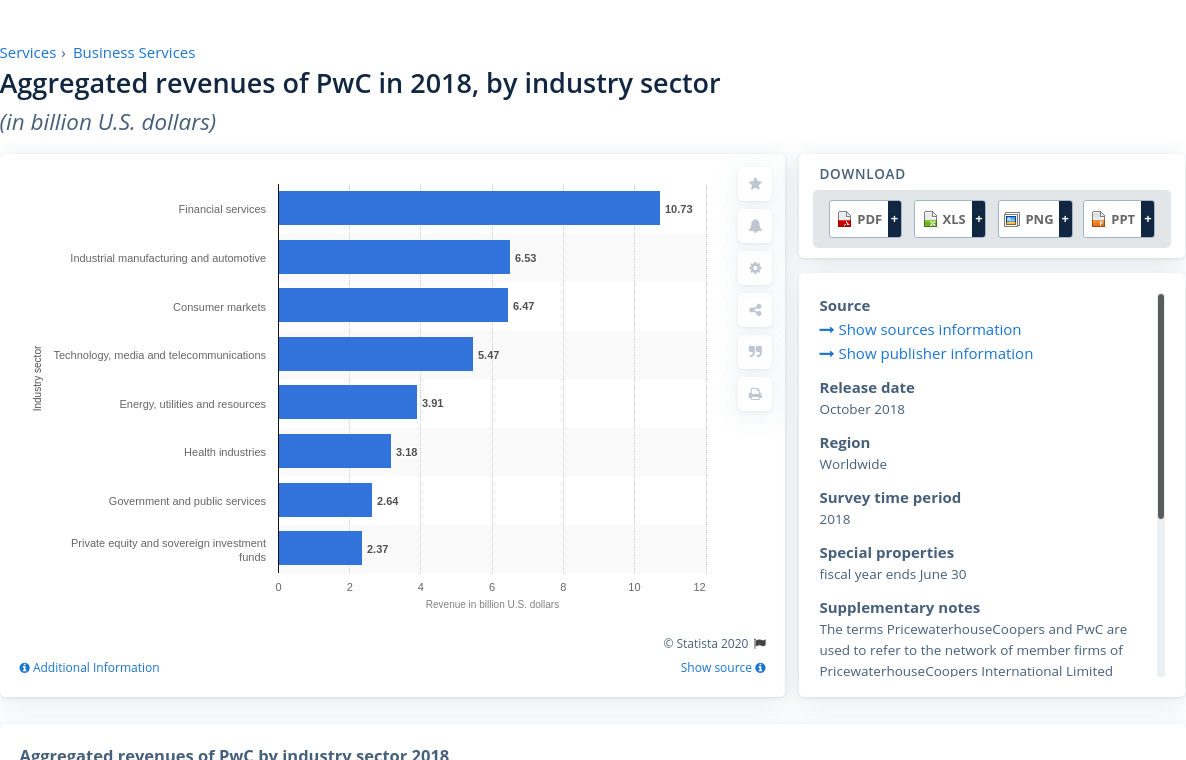 Services › Business Services
Aggregated revenues of PwC in 2018, by industry sector
(in billion U.S. dollars)
Industry sector
Financial services 10.73
Industrial manufacturing and automotive 6.53
Consumer markets 6.47
Technology, media and telecommunications 5.47
Energy, utilities and resources 3.91
Health industries 3.18
Government and public services 2.64
Private equity and sovereign investment
funds 2.37
0 2 4 6 8 10 12
Revenue in billion U.S. dollars
© Statista 2020
Additional Information
Show source
DOWNLOAD
PDF + XLS + PNG + PPT +
Source
Show sources information
Show publisher information
Release date
October 2018
Region
Worldwide
Survey time period
2018
Special properties
fiscal year ends June 30
Supplementary notes
The terms PricewaterhouseCoopers and PwC are
used to refer to the network of member firms of
PricewaterhouseCoopers International Limited
Aggregated revenues of PwC by industry sector 2018